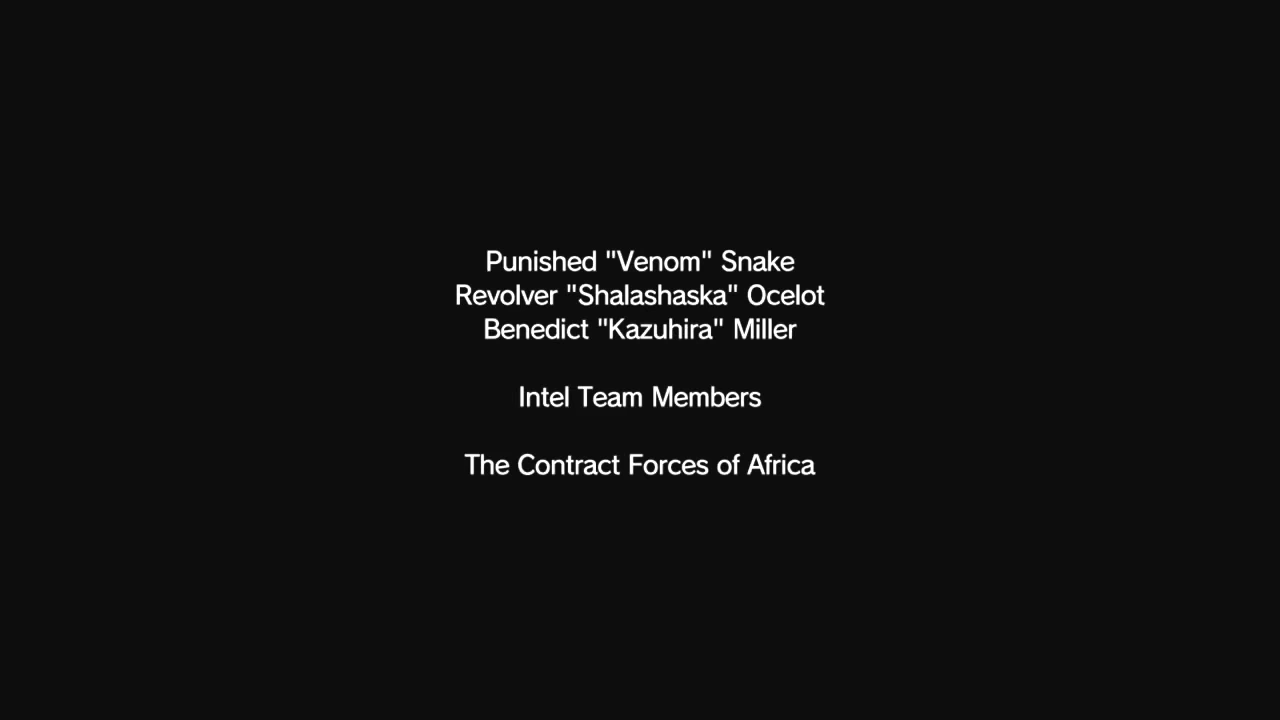 Punished "Venom" Snake
Revolver "Shalashaska" Ocelot
Benedict "Kazuhira" Miller
Intel Team Members
The Contract Forces of Africa